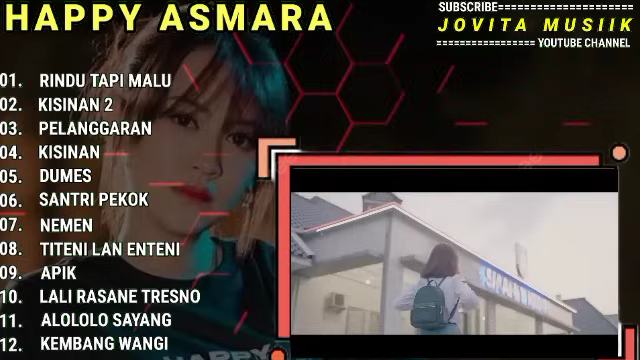 HAPPY ASMARA
SUBSCRIBE=====================
JOVITA MUSIIK
================= YOUTUBE CHANNEL
01. RINDU TAPI MALU
02. KISINAN 2
03. PELANGGARAN
04. KISINAN
05. DUMES
06. SANTRI PEKOK
07. NEMEN
08. TITENI LAN ENTENI
09. APIK
10. LALI RASANE TRESNO
11. ALOLOLO SAYANG
12. KEMBANG WANGI
HAPPY